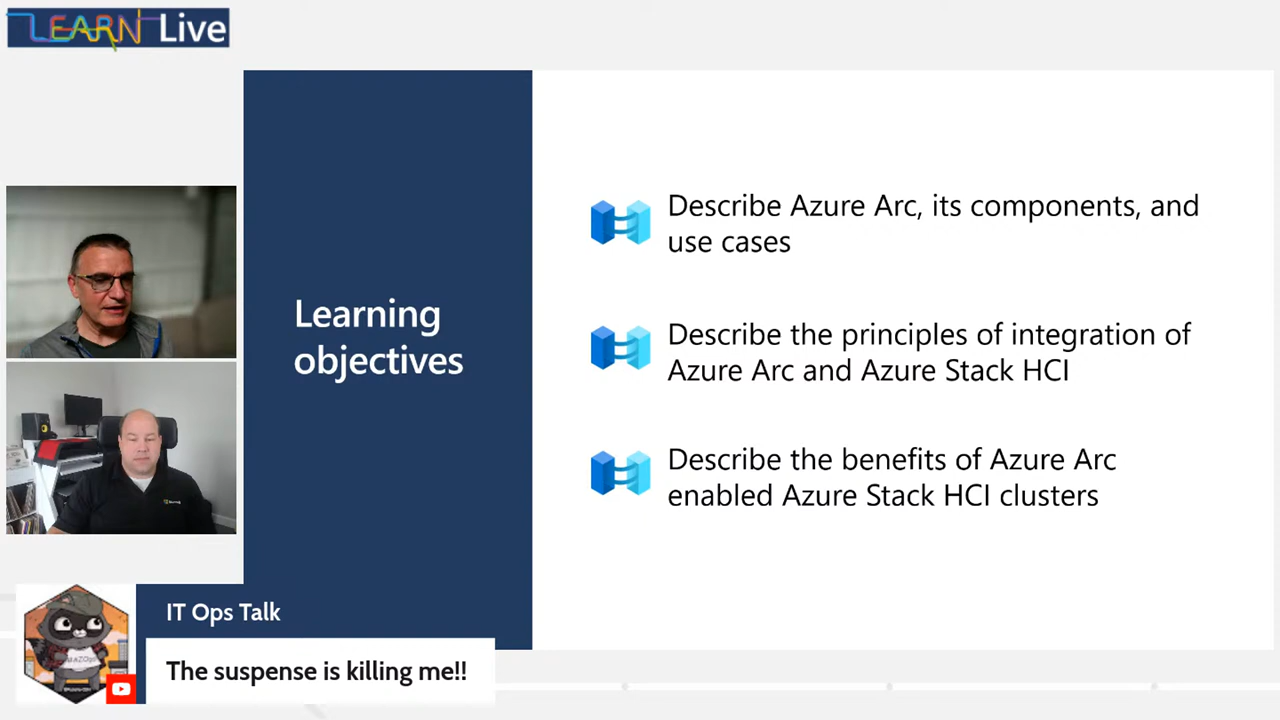 LEARN Live
Learning
objectives
Describe Azure Arc, its components, and
use cases
Describe the principles of integration of
Azure Arc and Azure Stack HCI
Describe the benefits of Azure Arc
enabled Azure Stack HCI clusters
IT Ops Talk
The suspense is killing me!!